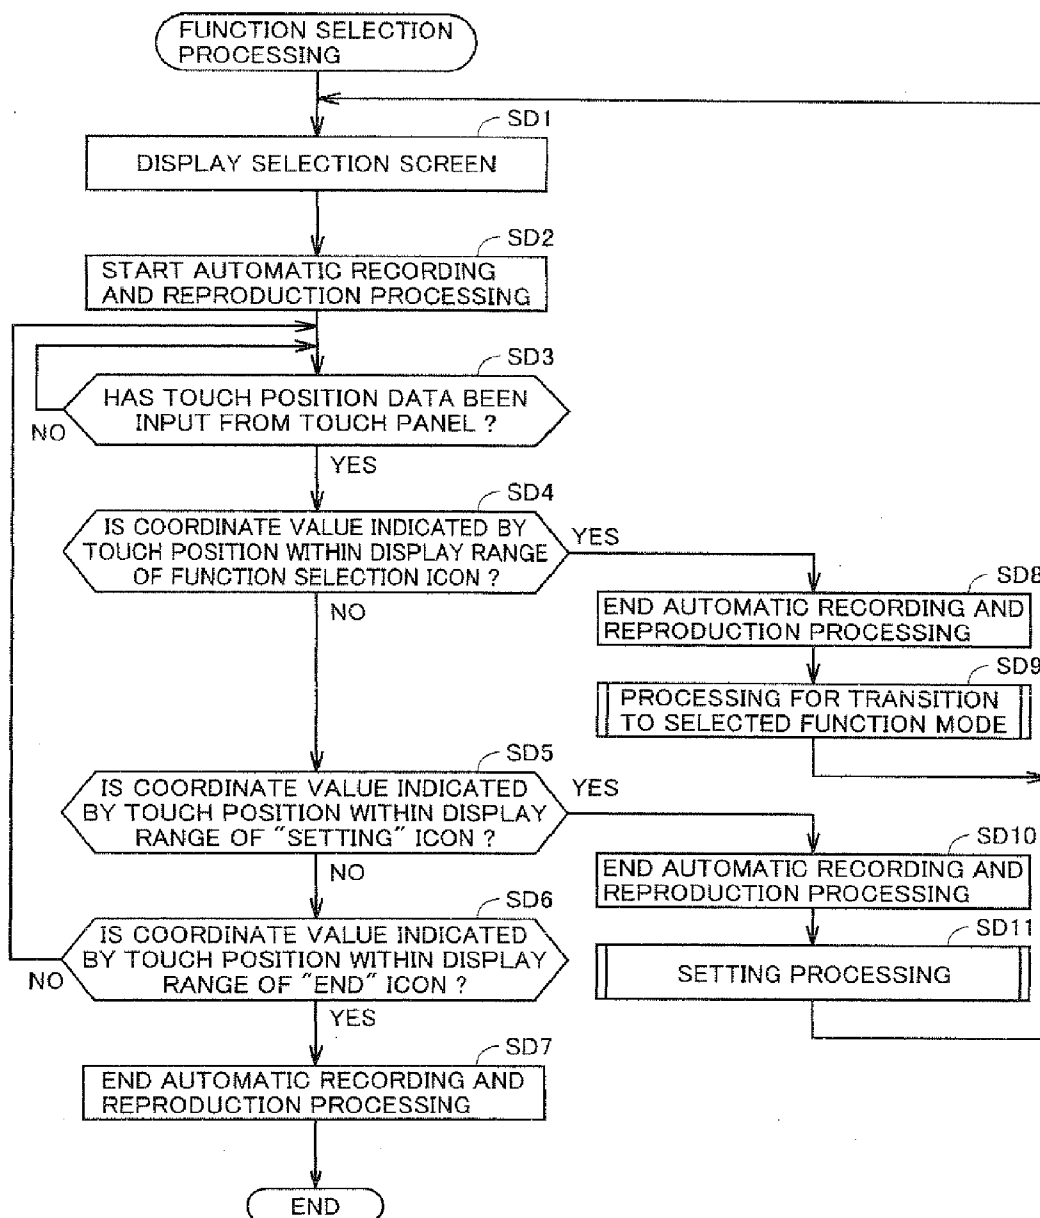 FUNCTION SELECTION
PROCESSING
SD1
DISPLAY SELECTION SCREEN
SD2
START AUTOMATIC RECORDING
AND REPRODUCTION PROCESSING
SD3
HAS TOUCH POSITION DATA BEEN
INPUT FROM TOUCH PANEL ?
NO
YES
SD4
IS COORDINATE VALUE INDICATED BY
TOUCH POSITION WITHIN DISPLAY RANGE
OF FUNCTION SELECTION ICON ?
YES
NO
SD8
END AUTOMATIC RECORDING AND
REPRODUCTION PROCESSING
SD9
PROCESSING FOR TRANSITION
TO SELECTED FUNCTION MODE
SD5
IS COORDINATE VALUE INDICATED
BY TOUCH POSITION WITHIN DISPLAY
RANGE OF "SETTING" ICON ?
YES
NO
SD10
END AUTOMATIC RECORDING AND
REPRODUCTION PROCESSING
SD11
SETTING PROCESSING
SD6
IS COORDINATE VALUE INDICATED
BY TOUCH POSITION WITHIN DISPLAY
RANGE OF "END" ICON ?
NO
YES
SD7
END AUTOMATIC RECORDING AND
REPRODUCTION PROCESSING
END